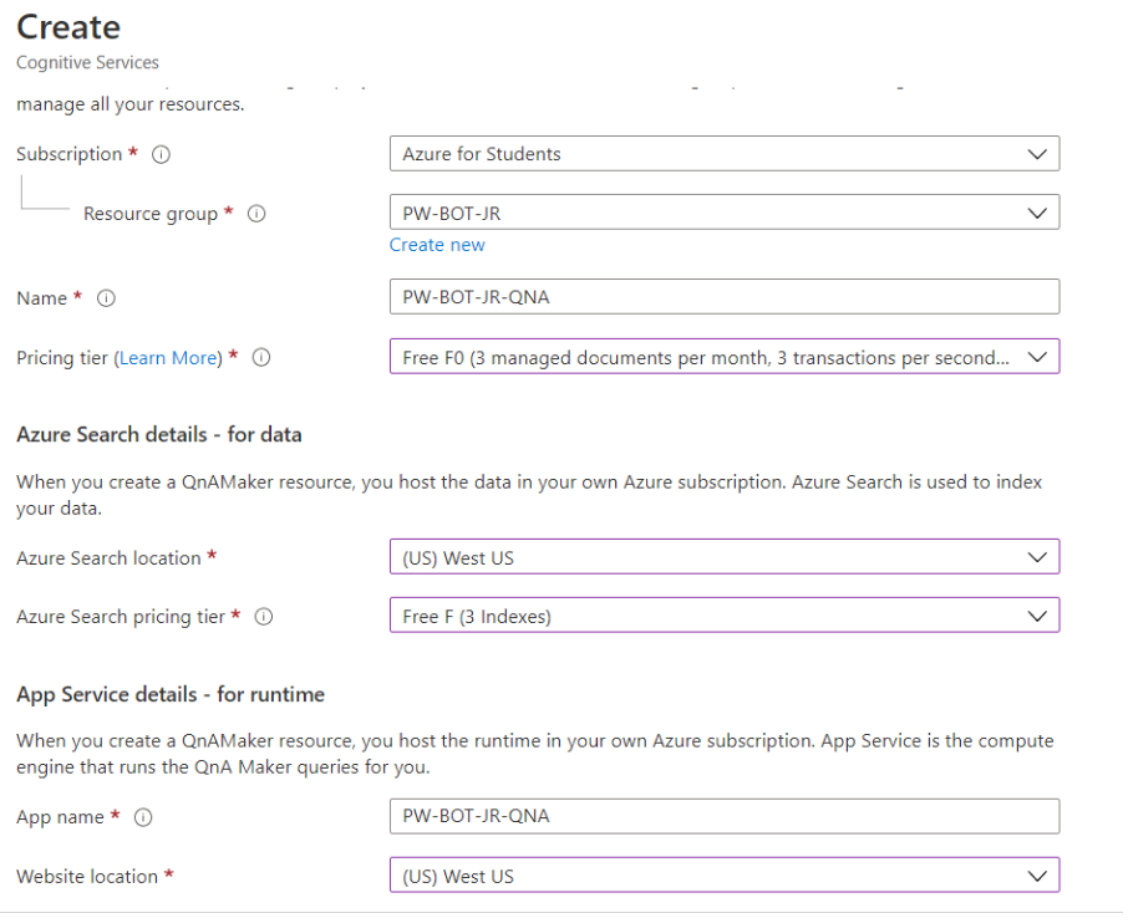 Create
Cognitive Services
manage all your resources.
Subscription *
Azure for Students
Resource group *
PW-BOT-JR
Create new
Name *
PW-BOT-JR-QNA
Pricing tier (Learn More) *
Free F0 (3 managed documents per month, 3 transactions per second...
Azure Search details - for data
When you create a QnAMaker resource, you host the data in your own Azure subscription. Azure Search is used to index
your data.
Azure Search location *
(US) West US
Azure Search pricing tier *
Free F (3 Indexes)
App Service details - for runtime
When you create a QnAMaker resource, you host the runtime in your own Azure subscription. App Service is the compute
engine that runs the QnA Maker queries for you.
App name *
PW-BOT-JR-QNA
Website location *
(US) West US